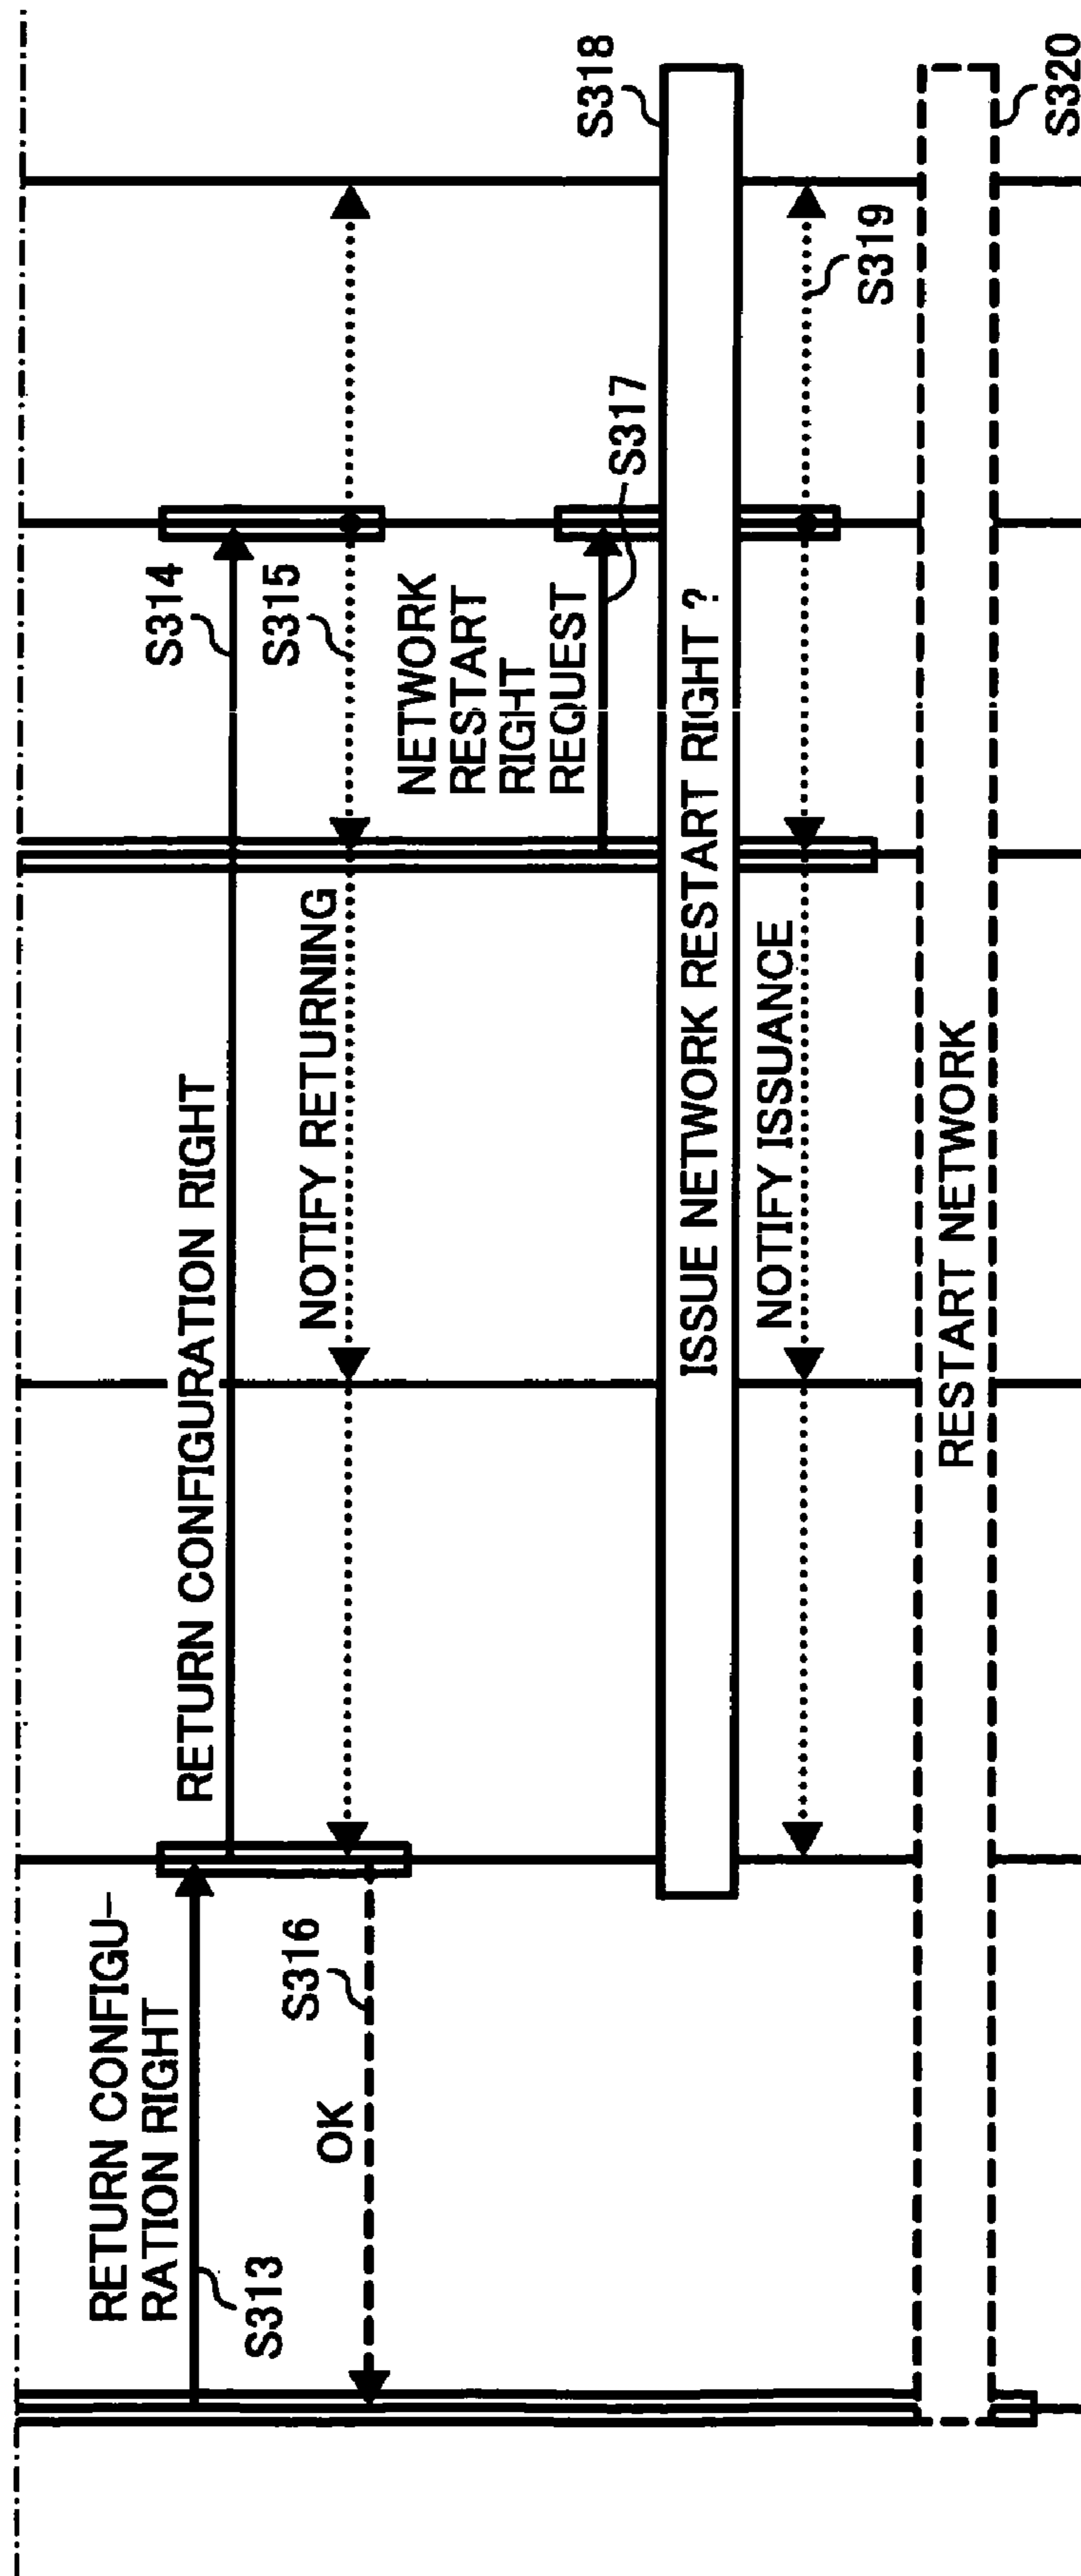 RETURN CONFIGU-
RATION RIGHT
S313
RETURN CONFIGURATION RIGHT
S314
NOTIFY RETURNING
S315
S316
OK
NETWORK
RESTART
RIGHT
REQUEST
S317
S318
ISSUE NETWORK RESTART RIGHT ?
NOTIFY ISSUANCE
S319
RESTART NETWORK
S320